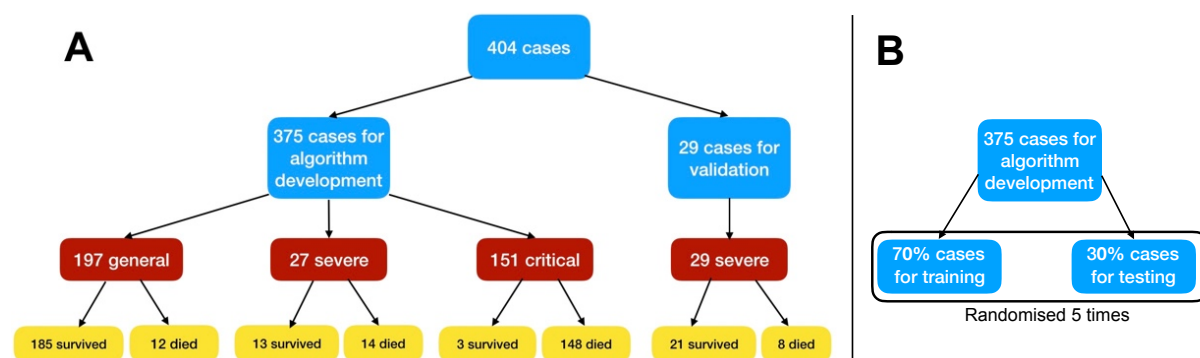 A
404 cases
375 cases for
algorithm
development
29 cases for
validation
197 general
27 severe
151 critical
29 severe
185 survived
12 died
13 survived
14 died
3 survived
148 died
21 survived
8 died
B
375 cases for
algorithm
development
70% cases
for training
30% cases
for testing
Randomised 5 times